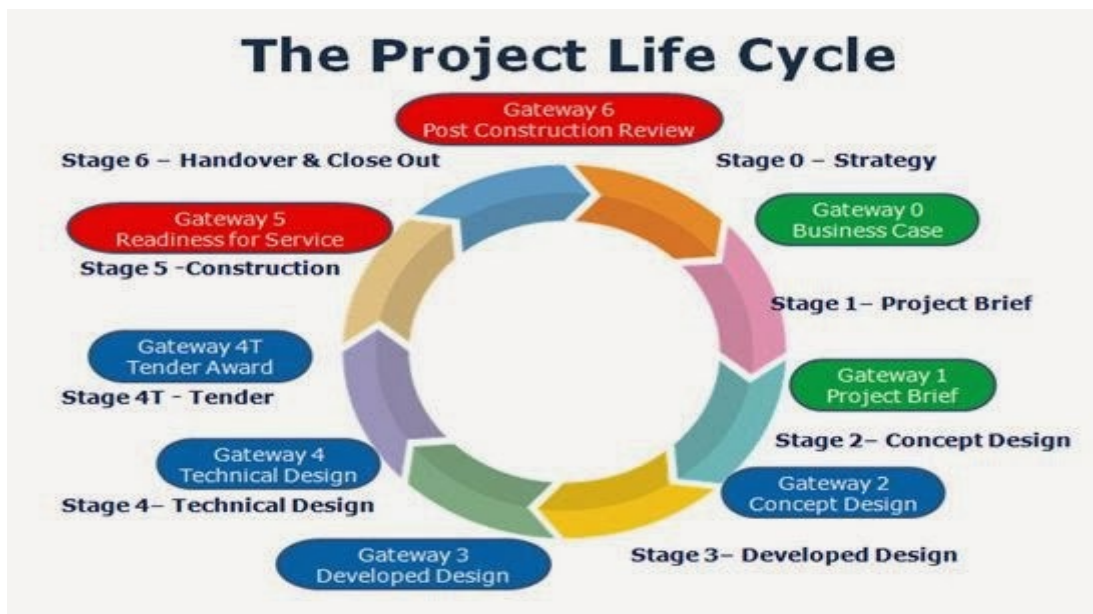 The Project Life Cycle
Gateway 6
Post Construction Review
Stage 6 – Handover & Close Out
Stage 0 – Strategy
Gateway 5
Readiness for Service
Gateway 0
Business Case
Stage 5 -Construction
Stage 1– Project Brief
Gateway 4T
Tender Award
Gateway 1
Project Brief
Stage 4T - Tender
Stage 2– Concept Design
Gateway 4
Technical Design
Gateway 2
Concept Design
Stage 4– Technical Design
Gateway 3
Developed Design
Stage 3– Developed Design